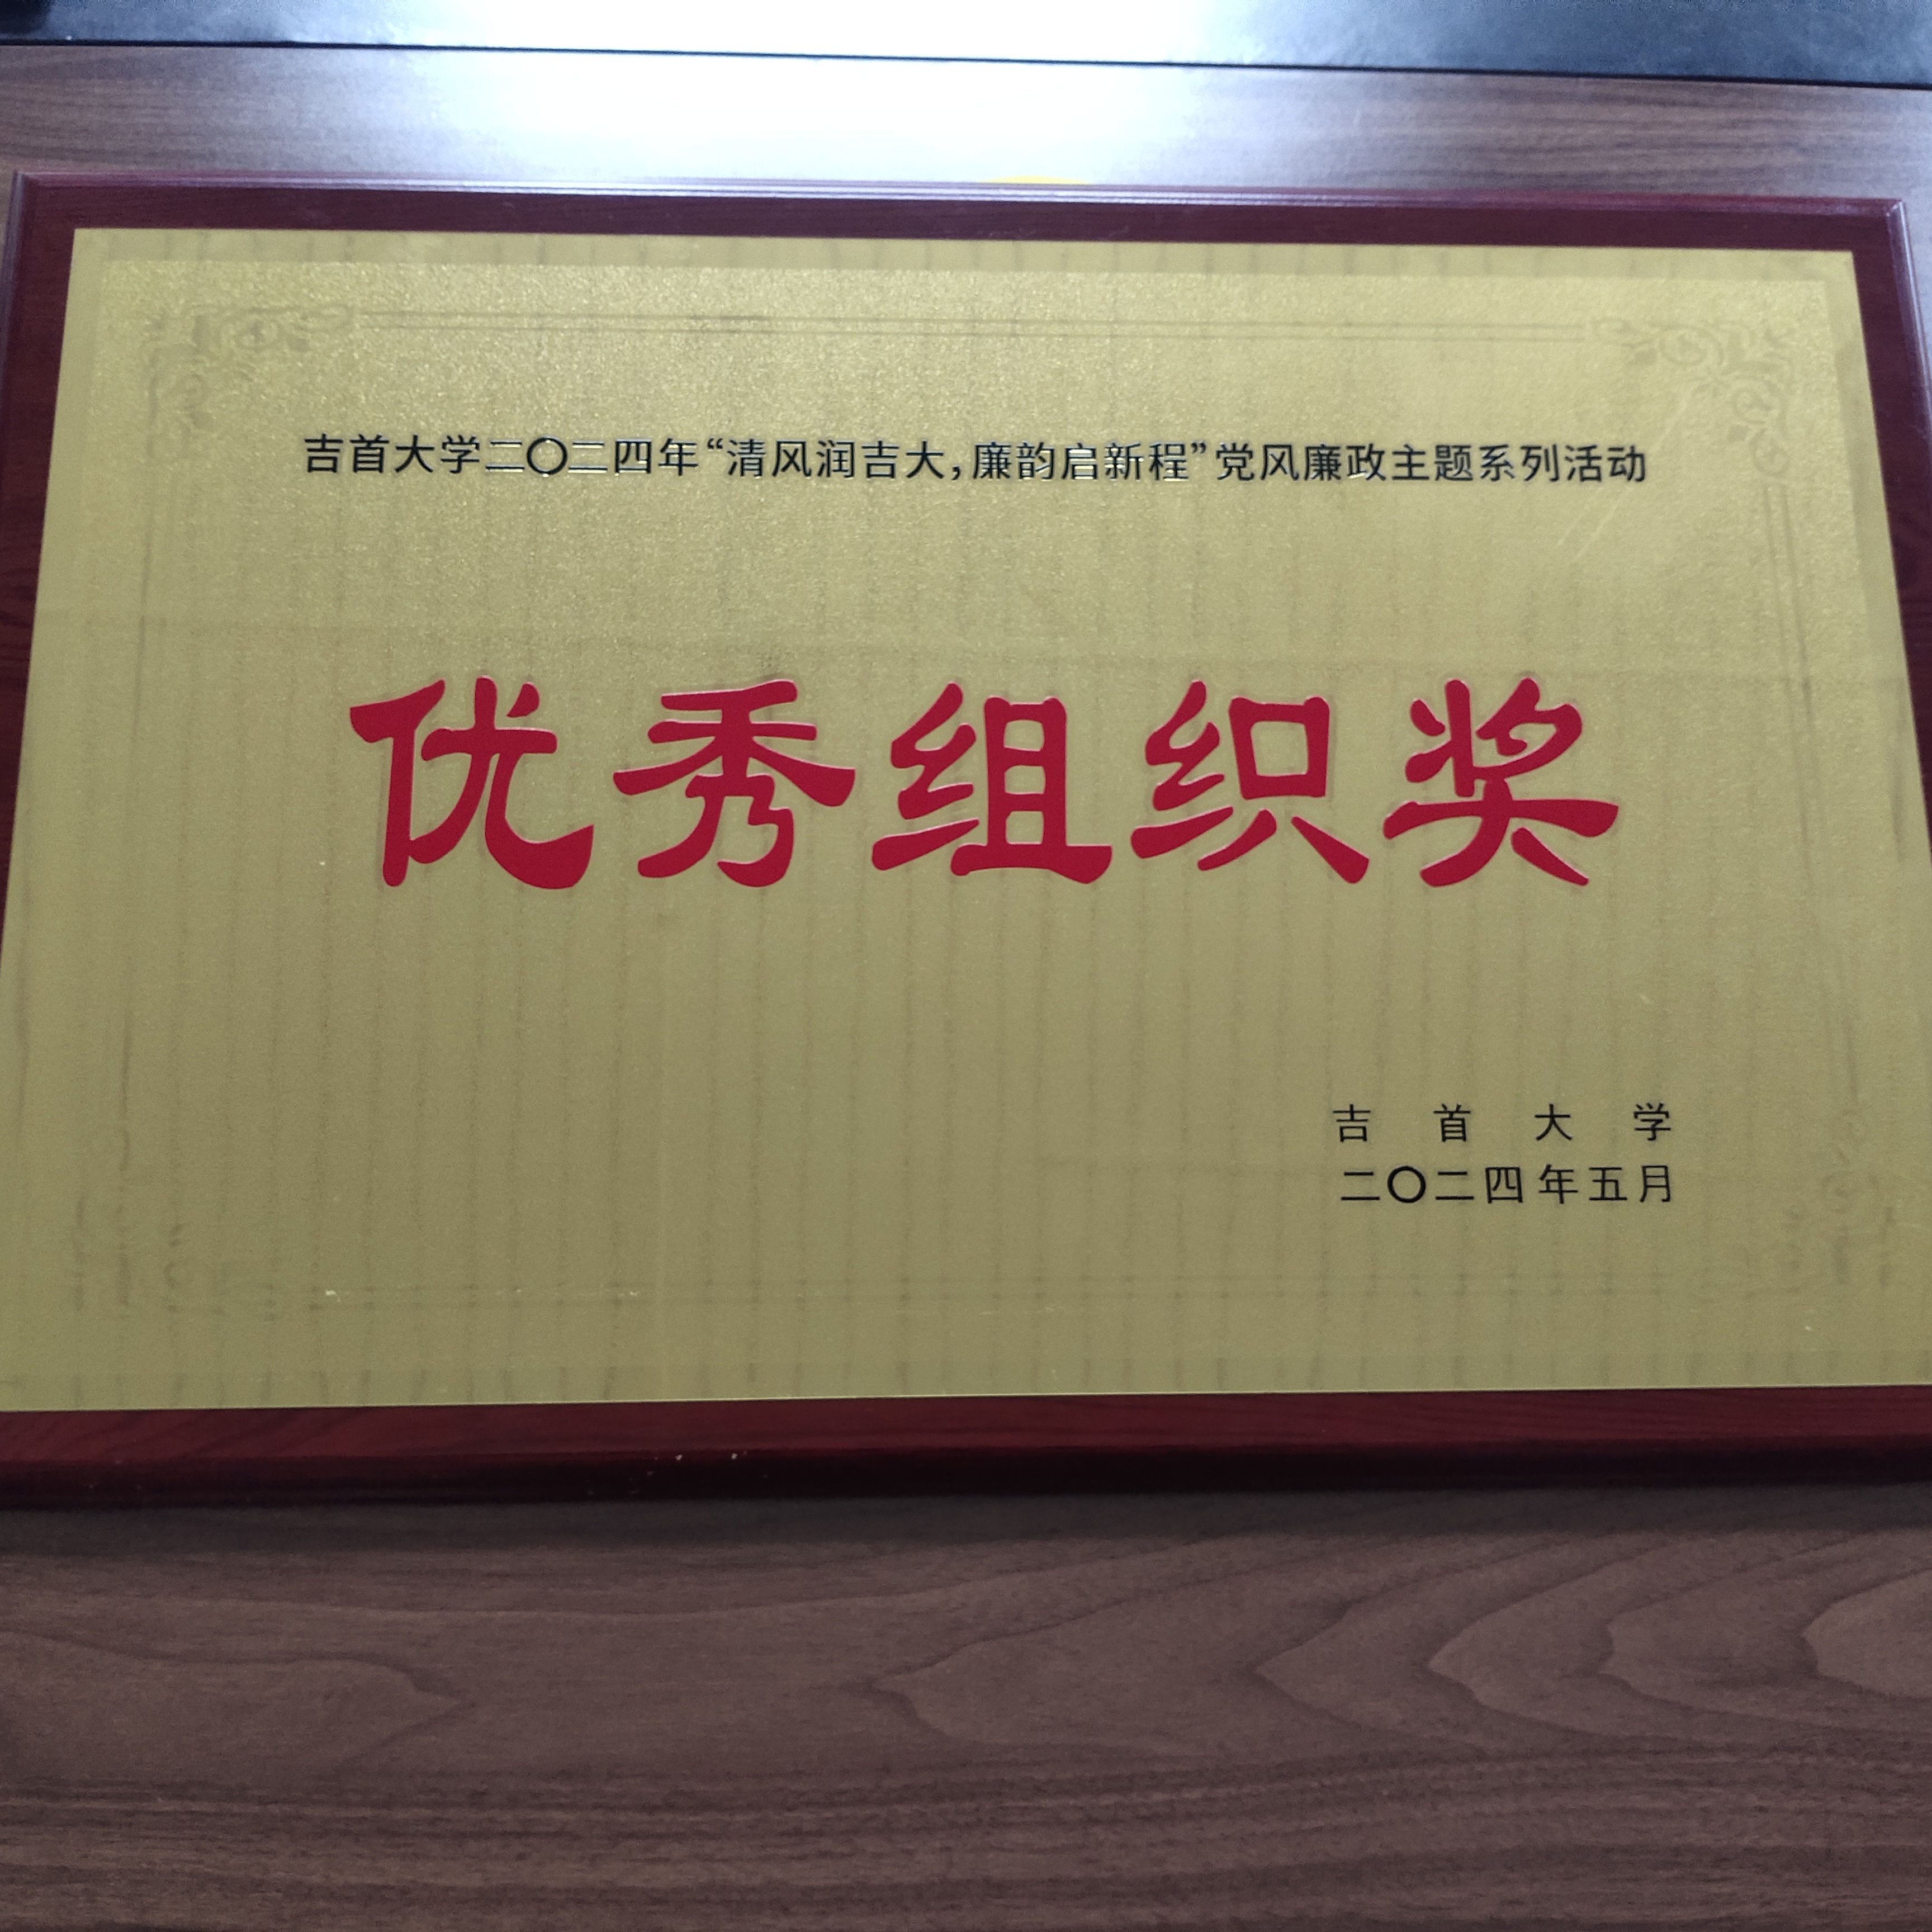 吉首大学二〇二四年“清风润吉大，廉韵启新程”党风廉政主题系列活动
优秀组织奖
吉首大学
二〇二四年五月